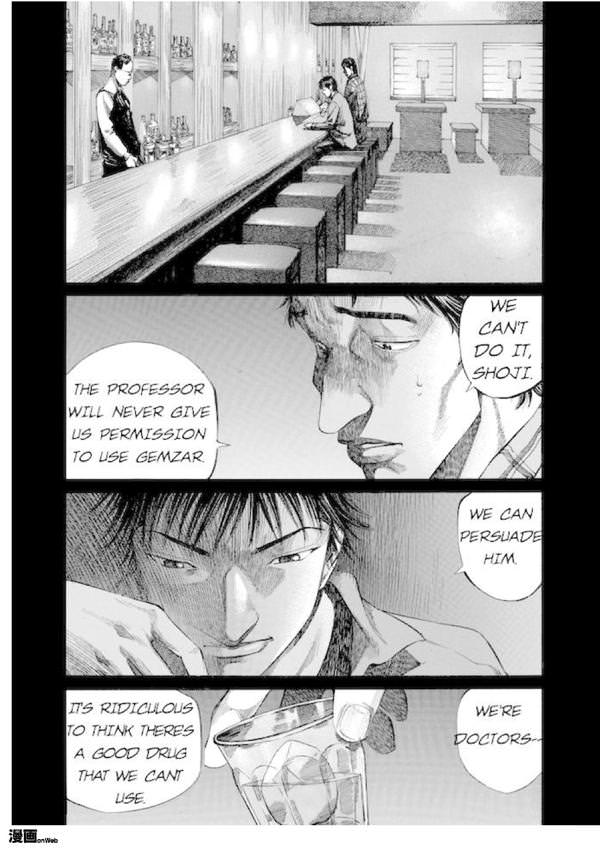 WE
CAN'T
DO IT,
SHOJI.
THE PROFESSOR
WILL NEVER GIVE
US PERMISSION
TO USE GEMZAR.
WE CAN
PERSUADE
HIM.
WE'RE
DOCTORS~~
IT'S RIDICULOUS
TO THINK THERE'S
A GOOD DRUG
THAT WE CANT
USE.
漫画onWeb